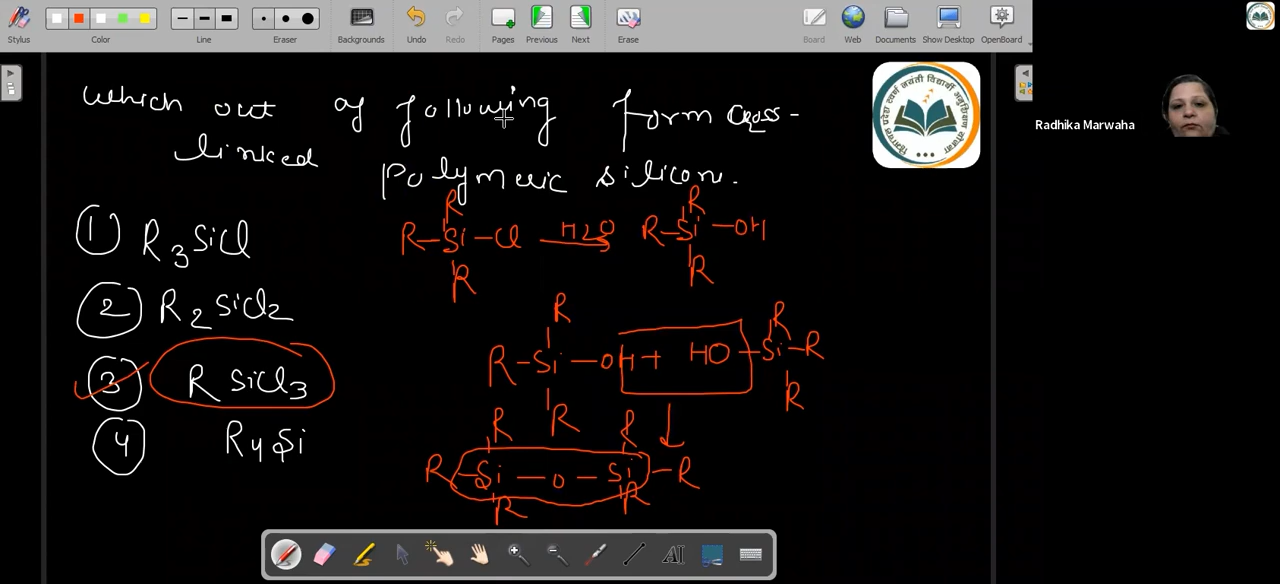 Stylus Color Line Eraser Backgrounds Undo Redo Pages Previous Next Erase Board Web Documents Show Desktop OpenBoard
Which out of following form cross-
linked polymeric silicon.
1 R3SiCl
2 R2SiCl2
3 R SiCl3
4 R4Si
R
R-Si-Cl H2O R-Si-OH
R
R
R
R
R-Si-OH + HO-Si-R
R
R
R
R
R-Si-O-Si-R
R
R
AI
Radhika Marwaha